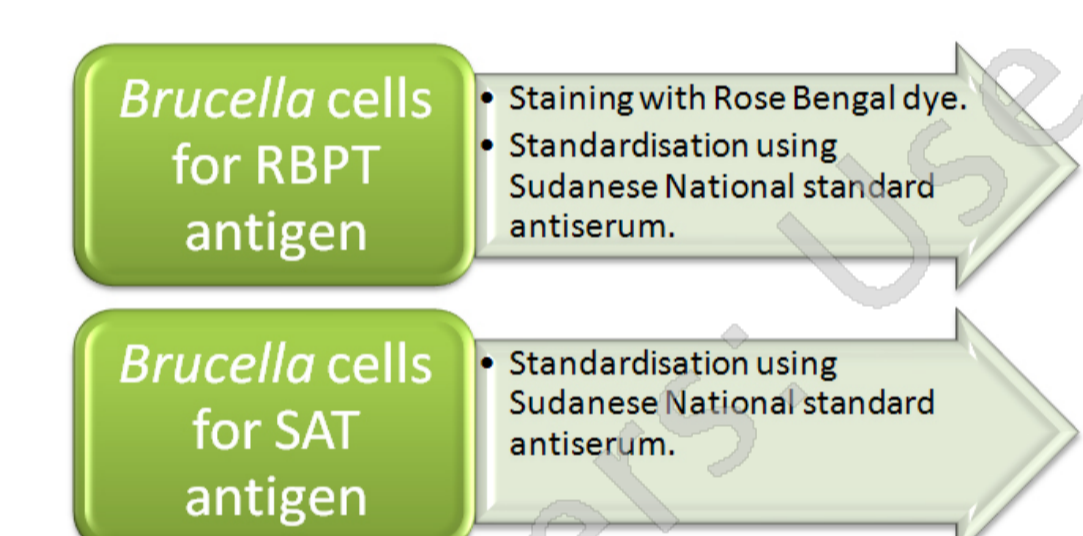 Brucella cells
for RBPT
antigen
• Staining with Rose Bengal dye.
• Standardisation using
Sudanese National standard
antiserum.
Brucella cells
for SAT
antigen
• Standardisation using
Sudanese National standard
antiserum.
Use